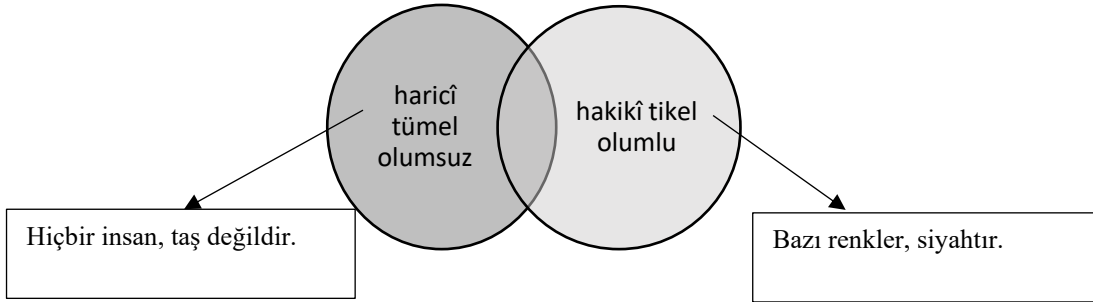 haricî
tümel
olumsuz
hakikî tikel
olumlu
Hiçbir insan, taş değildir.
Bazı renkler, siyahtır.